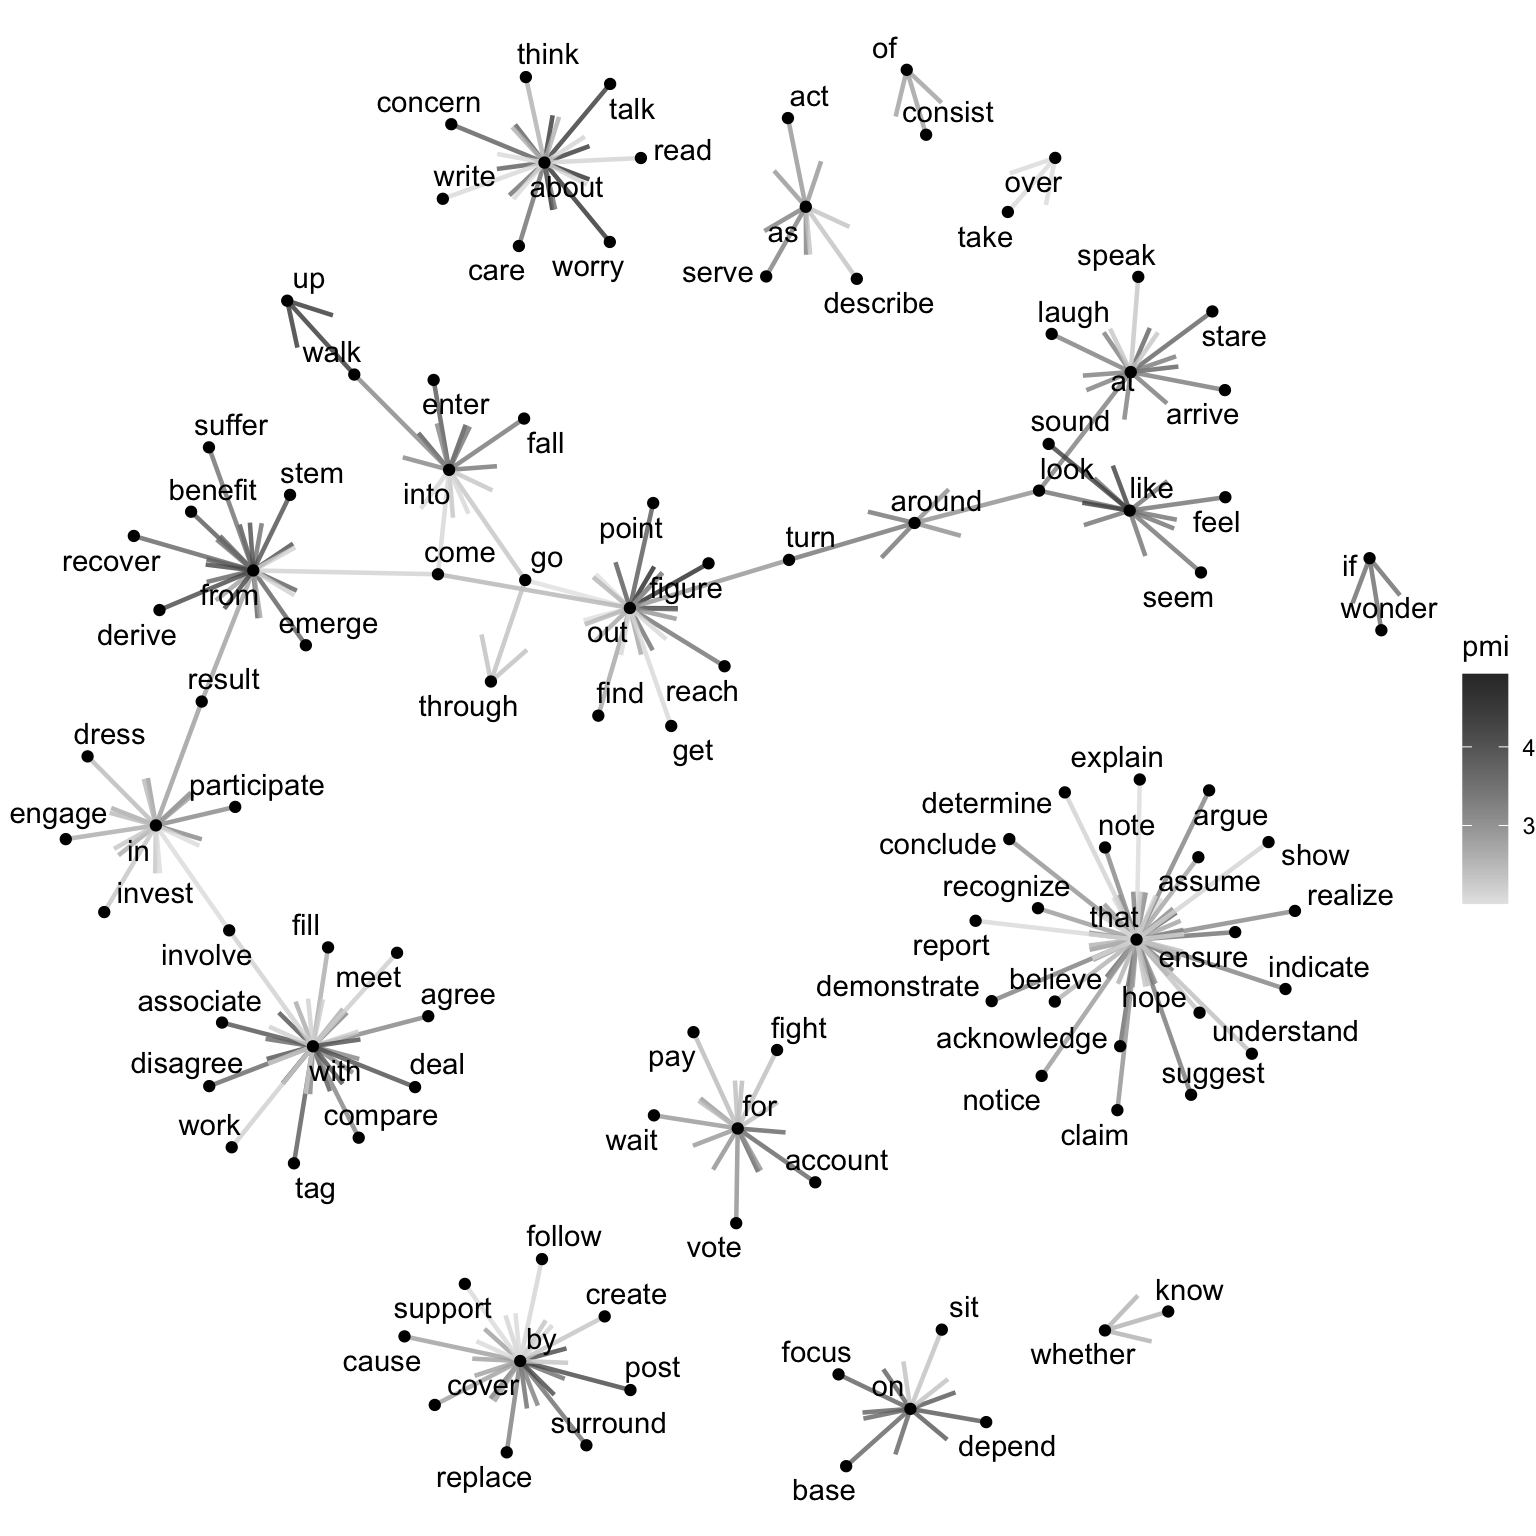 of
think
act
concern
talk
consist
read
write
about
over
as
take
care
worry
serve
speak
up
describe
laugh
stare
walk
at
enter
arrive
suffer
fall
sound
stem
look
benefit
into
like
around
point
feel
turn
come
go
recover
if
from
figure
seem
wonder
derive
emerge
out
pmi
result
find
reach
through
dress
get
4
explain
participate
determine
engage
note
argue
3
conclude
in
show
assume
invest
recognize
realize
that
fill
report
involve
ensure
meet
believe
indicate
demonstrate
associate
agree
hope
fight
acknowledge
understand
pay
disagree
with
deal
suggest
notice
for
work
compare
wait
claim
account
tag
vote
follow
know
create
support
sit
by
cause
focus
whether
post
cover
on
surround
depend
replace
base